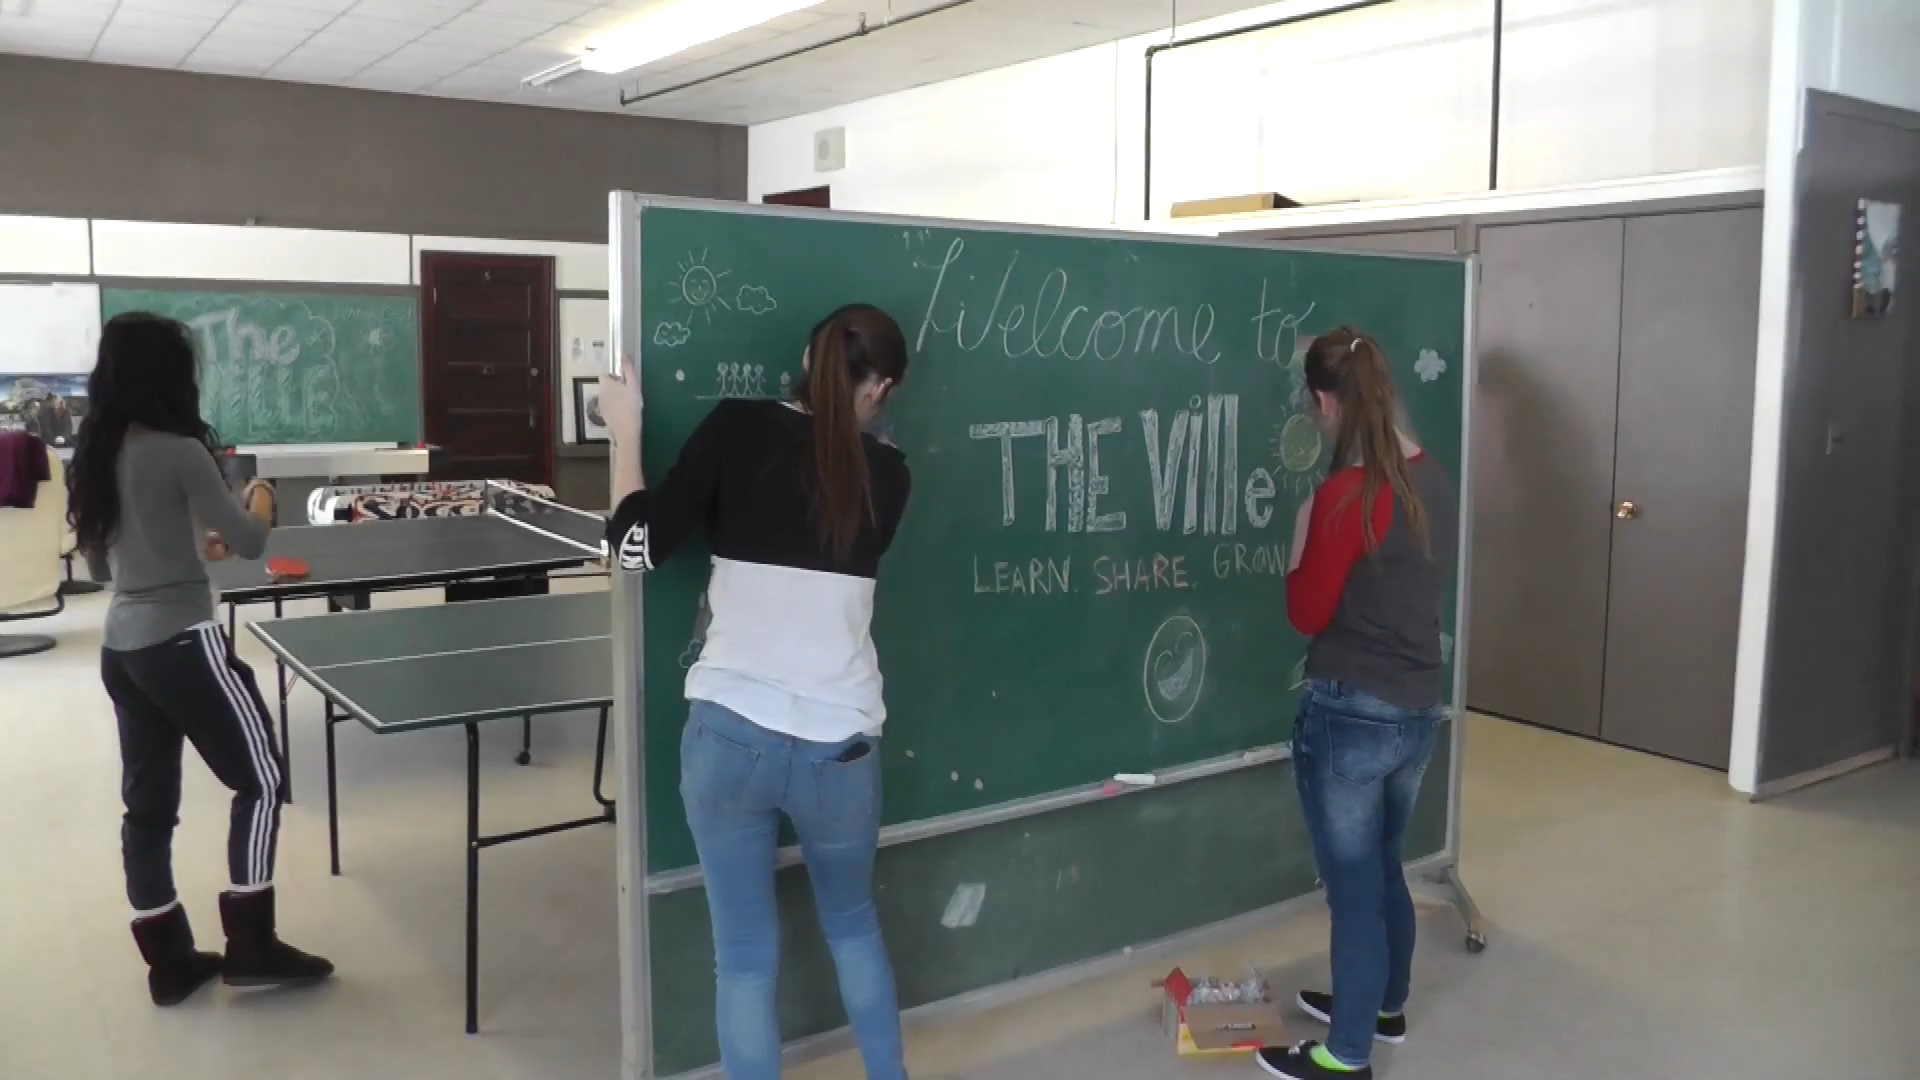 Welcome to
THE Ville
LEARN. SHARE. GROW
The
VILLE